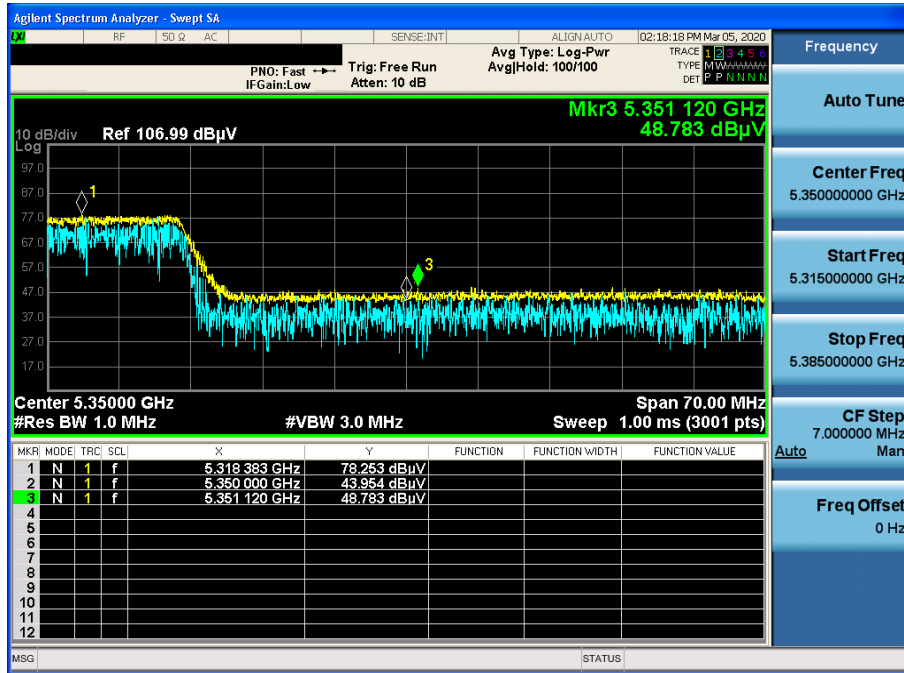 Agilent Spectrum Analyzer - Swept SA
LXI RF 50 Ω AC SENSE:INT ALIGN AUTO 02:18:18 PM Mar 05, 2020
PNO: Fast
IFGain:Low
Trig: Free Run
Atten: 10 dB
Avg Type: Log-Pwr
Avg|Hold: 100/100
TRACE 1 2 3 4 5 6
TYPE M W W W W W
DET P P N N N N
Mkr3 5.351 120 GHz
48.783 dBµV
10 dB/div Ref 106.99 dBµV
Log
97.0
87.0
77.0
67.0
57.0
47.0
37.0
27.0
17.0
1
3
Center 5.35000 GHz Span 70.00 MHz
#Res BW 1.0 MHz #VBW 3.0 MHz Sweep 1.00 ms (3001 pts)
MKR MODE TRC SCL X Y FUNCTION FUNCTION WIDTH FUNCTION VALUE
1 N 1 f 5.318 383 GHz 78.253 dBµV
2 N 1 f 5.350 000 GHz 43.954 dBµV
3 N 1 f 5.351 120 GHz 48.783 dBµV
4
5
6
7
8
9
10
11
12
MSG STATUS
Frequency
Auto Tune
Center Freq
5.350000000 GHz
Start Freq
5.315000000 GHz
Stop Freq
5.385000000 GHz
CF Step
7.000000 MHz
Auto Man
Freq Offset
0 Hz